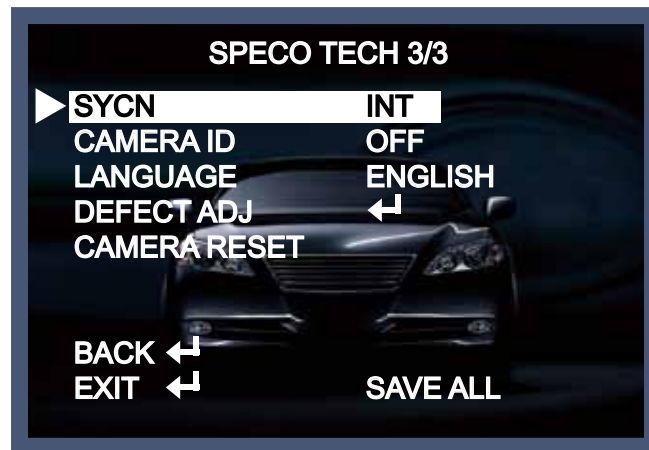 SPECO TECH 3/3
SYCN INT
CAMERA ID OFF
LANGUAGE ENGLISH
DEFECT ADJ ↵
CAMERA RESET
BACK ↵
EXIT ↵ SAVE ALL